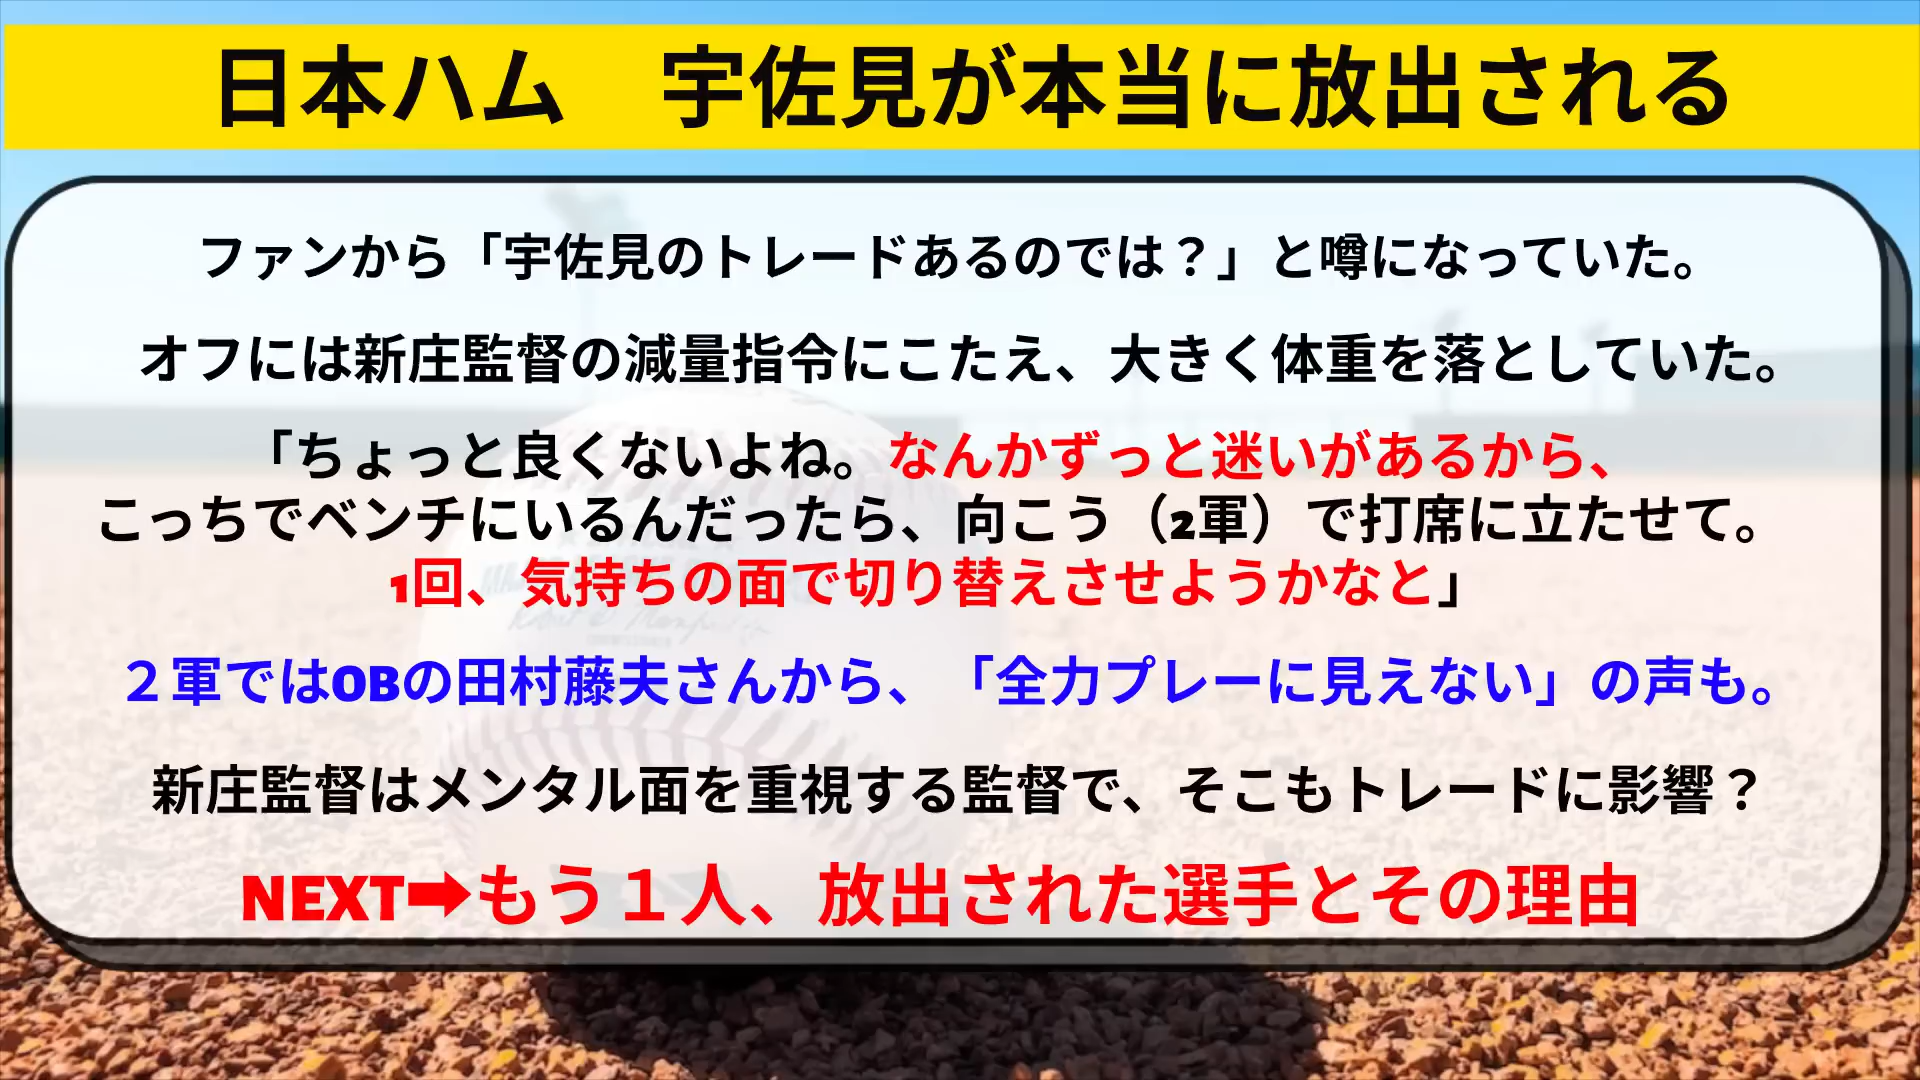 日本ハム　宇佐見が本当に放出される
ファンから「宇佐見のトレードあるのでは？」と噂になっていた。
オフには新庄監督の減量指令にこたえ、大きく体重を落としていた。
「ちょっと良くないよね。なんかずっと迷いがあるから、
こっちでベンチにいるんだったら、向こう（2軍）で打席に立たせて。
1回、気持ちの面で切り替えさせようかなと」
２軍ではOBの田村藤夫さんから、「全力プレーに見えない」の声も。
新庄監督はメンタル面を重視する監督で、そこもトレードに影響？
NEXT➡もう１人、放出された選手とその理由